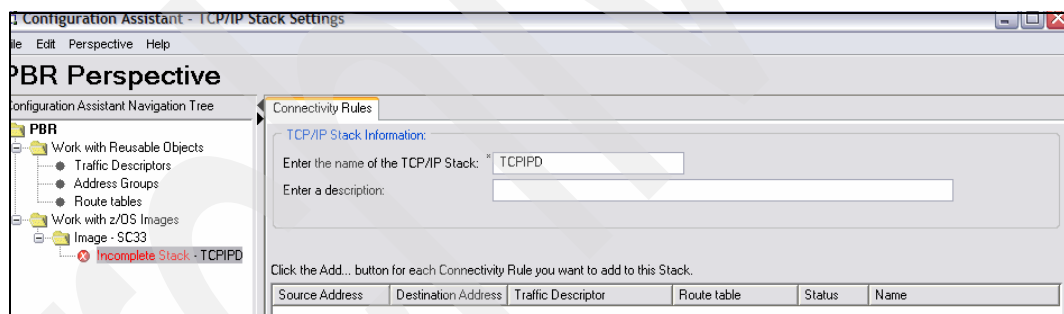 Configuration Assistant - TCP/IP Stack Settings
ile Edit Perspective Help
PBR Perspective
Configuration Assistant Navigation Tree
PBR
Work with Reusable Objects
Traffic Descriptors
Address Groups
Route tables
Work with z/OS Images
Image - SC33
Incomplete Stack - TCPIPD
Connectivity Rules
TCP/IP Stack Information:
Enter the name of the TCP/IP Stack: * TCPIPD
Enter a description:
Click the Add... button for each Connectivity Rule you want to add to this Stack.
Source Address Destination Address Traffic Descriptor Route table Status Name